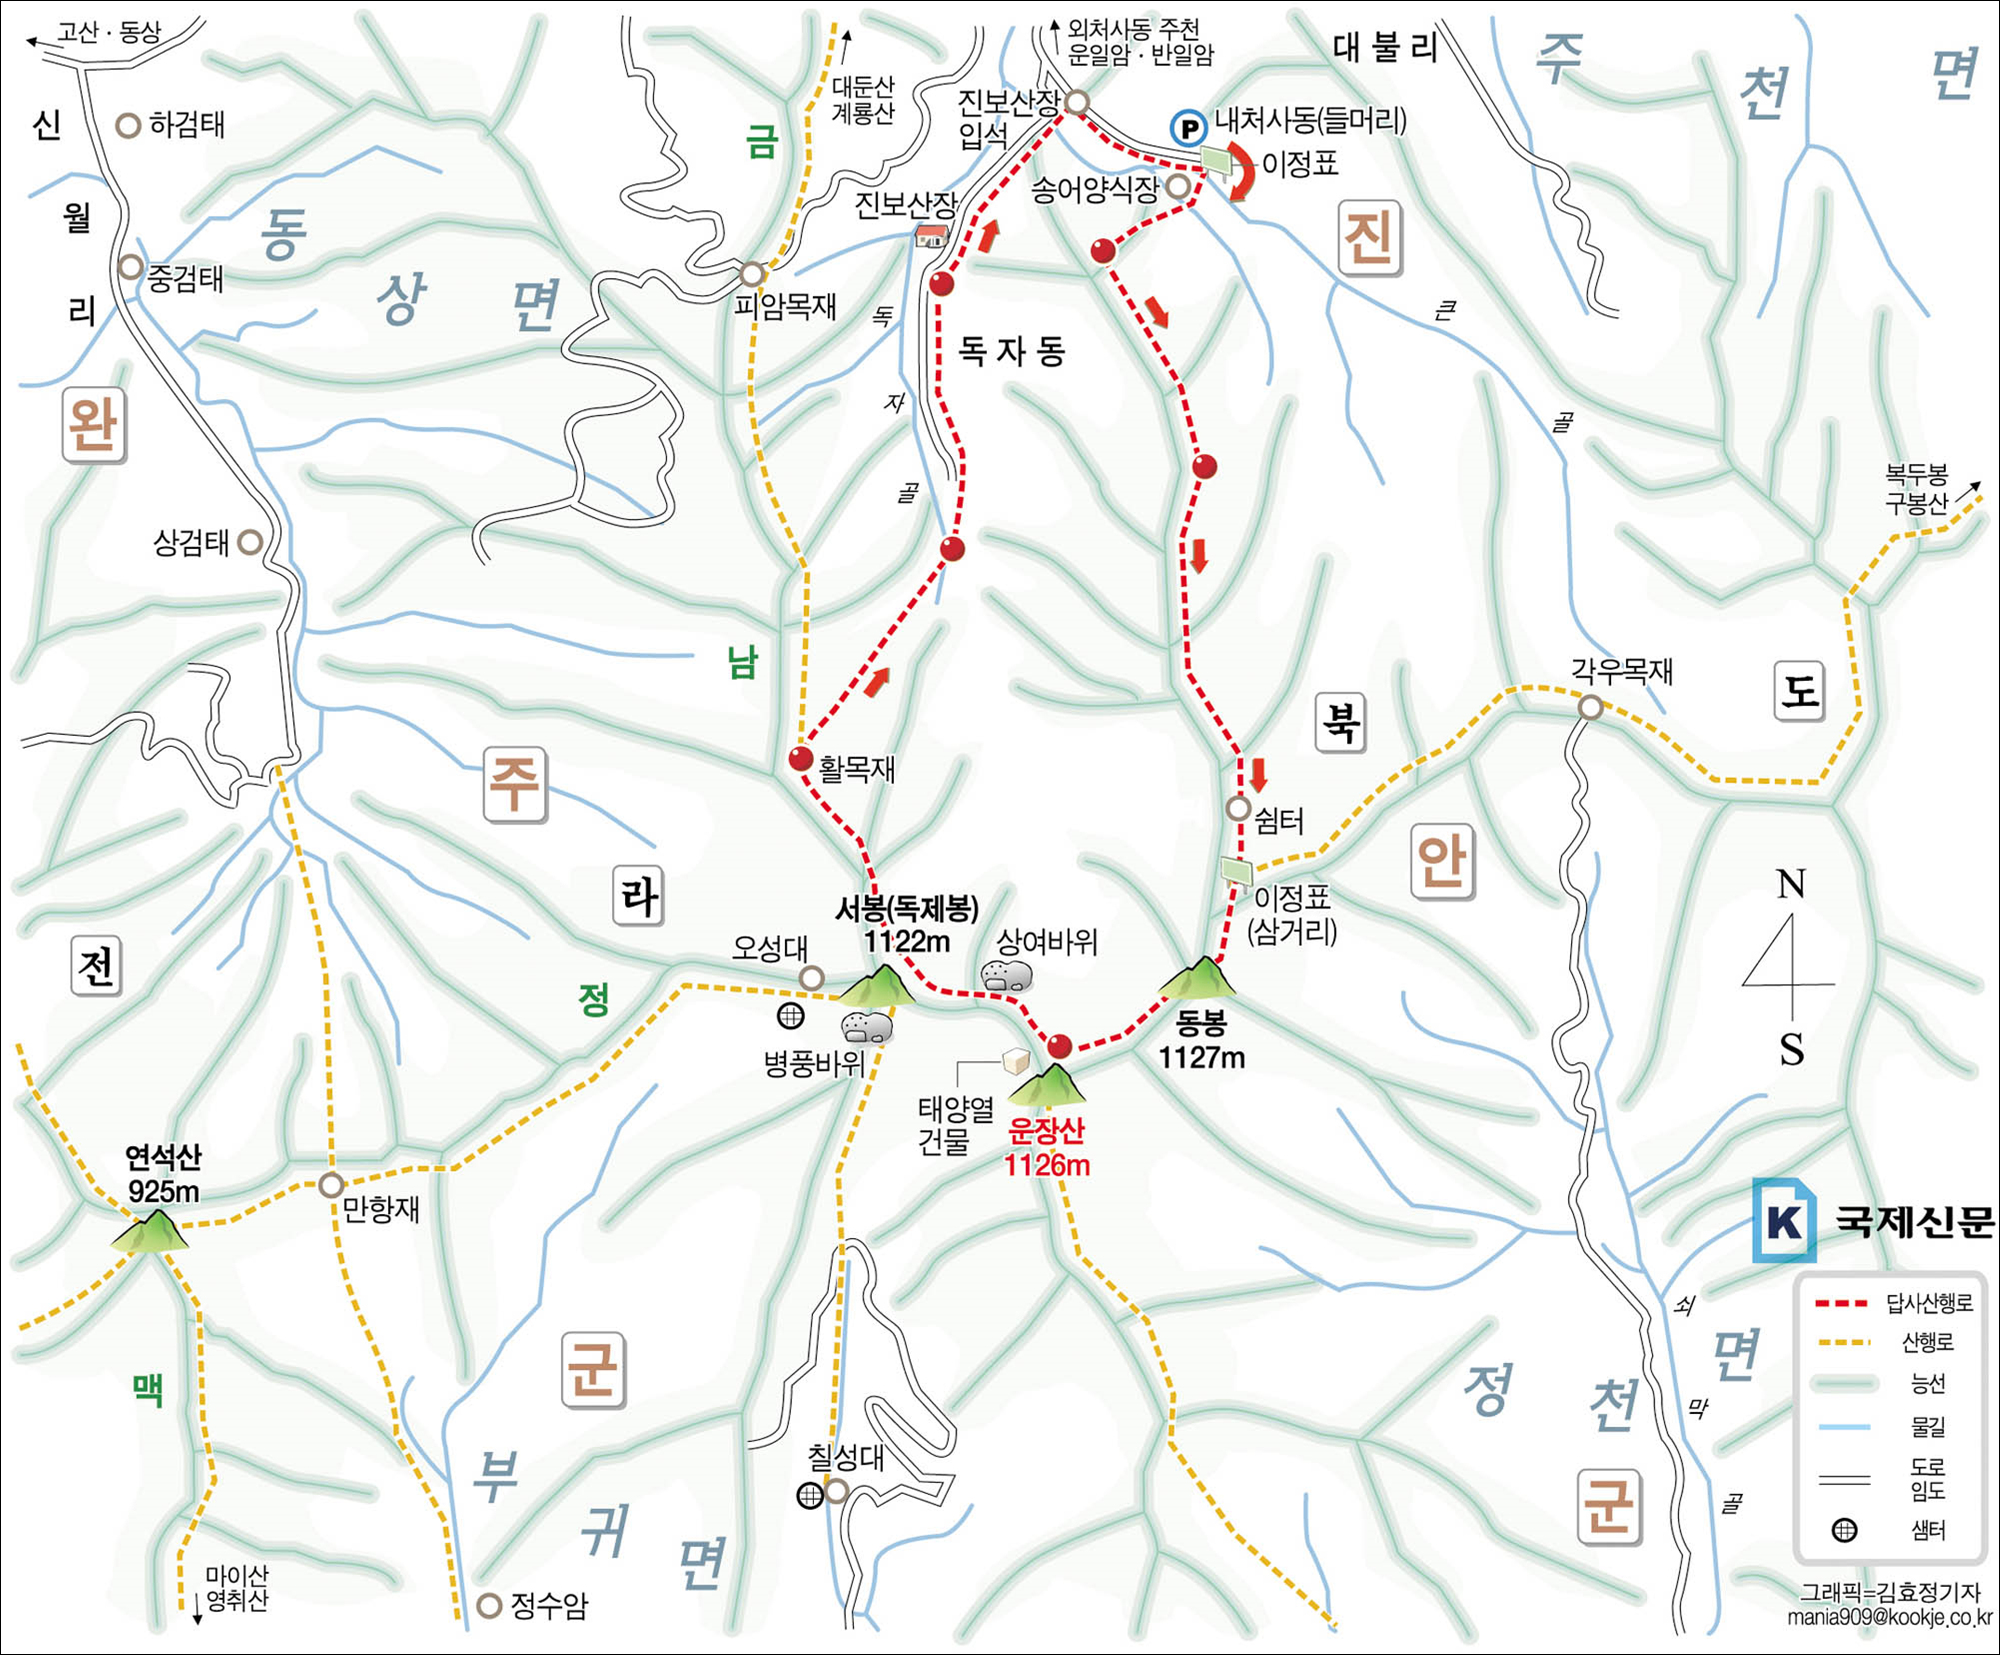 고산 · 동상
외처사동 주천
운일암 · 반일암
대불리
주천면
대둔산
계룡산
신월리
하검태
금
진보산장
입석
P
내처사동(들머리)
이정표
송어양식장
진보산장
진
동상면
중검태
피암목재
독자동
독자골
큰골
완
복두봉
구봉산
상검태
남
활목재
각우목재
도
북
주
쉼터
이정표
(삼거리)
안
라
전
서봉(독제봉)
1122m
오성대
상여바위
정
병풍바위
동봉
1127m
태양열
건물
운장산
1126m
N
S
연석산
925m
만항재
K
국제신문
답사산행로
산행로
능선
물길
도로
임도
샘터
쇠막골
정천면
군
군
맥
칠성대
부귀면
마이산
영취산
정수암
그래픽=김효정기자
mania909@kookje.co.kr